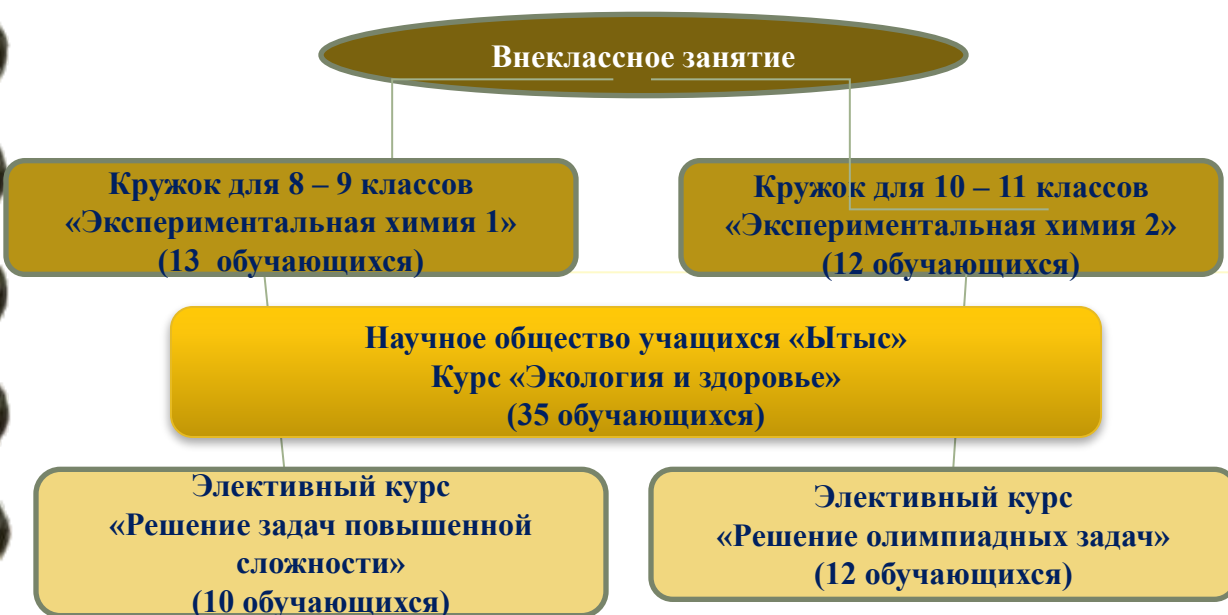 Внеклассное занятие
Кружок для 8 – 9 классов
«Экспериментальная химия 1»
(13 обучающихся)
Кружок для 10 – 11 классов
«Экспериментальная химия 2»
(12 обучающихся)
Научное общество учащихся «Ытыс»
Курс «Экология и здоровье»
(35 обучающихся)
Элективный курс
«Решение задач повышенной
сложности»
(10 обучающихся)
Элективный курс
«Решение олимпиадных задач»
(12 обучающихся)